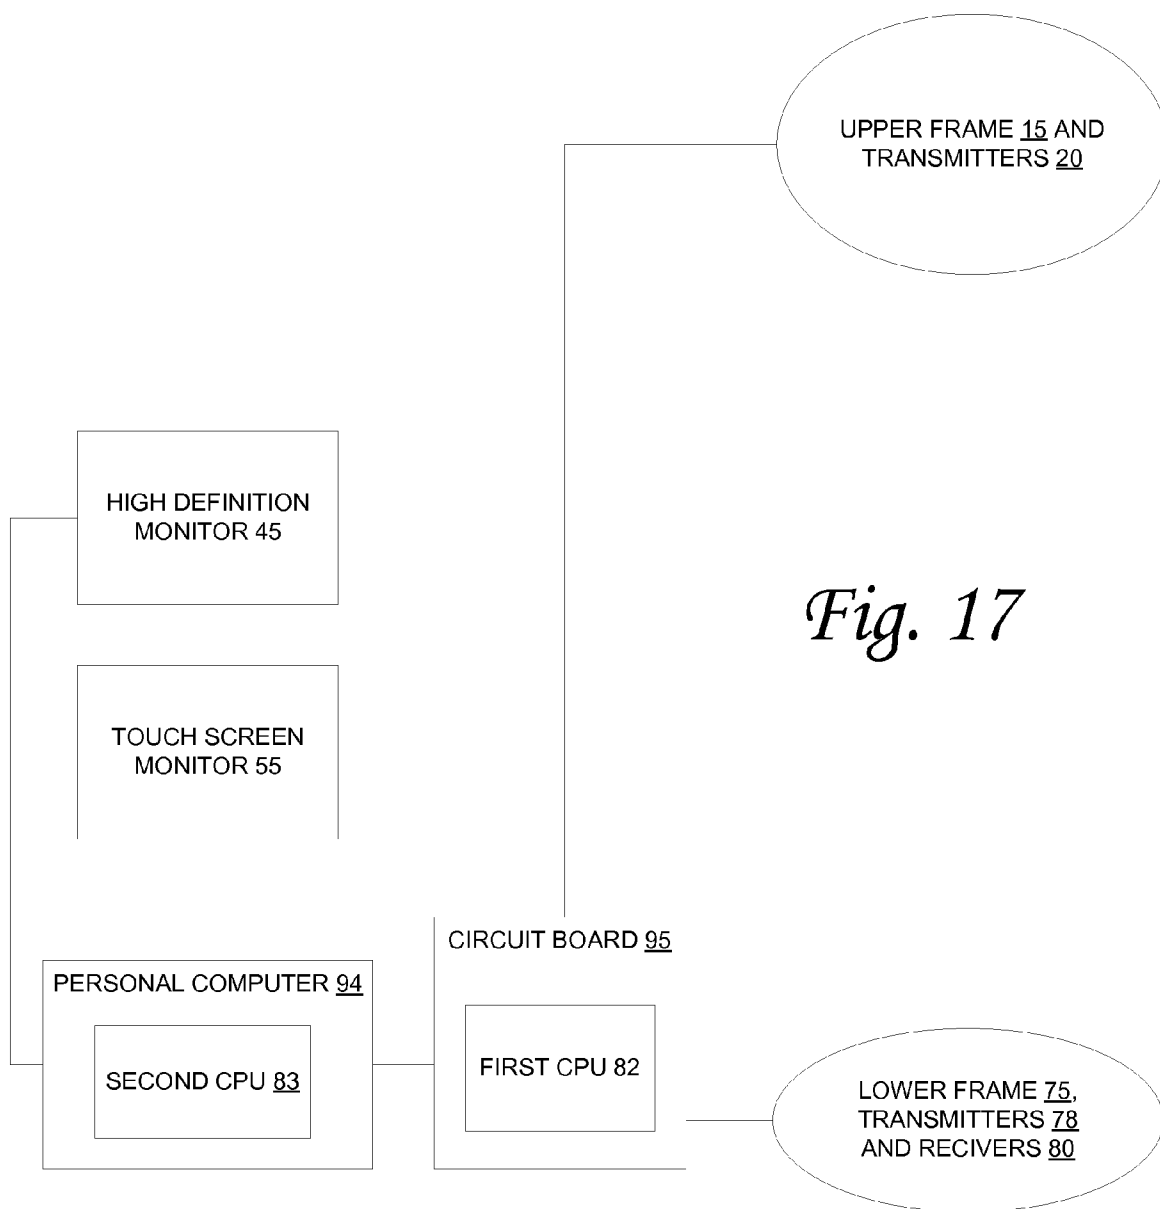 UPPER FRAME 15 AND
TRANSMITTERS 20
HIGH DEFINITION
MONITOR 45
Fig. 17
TOUCH SCREEN
MONITOR 55
CIRCUIT BOARD 95
PERSONAL COMPUTER 94
FIRST CPU 82
SECOND CPU 83
LOWER FRAME 75,
TRANSMITTERS 78
AND RECIVERS 80